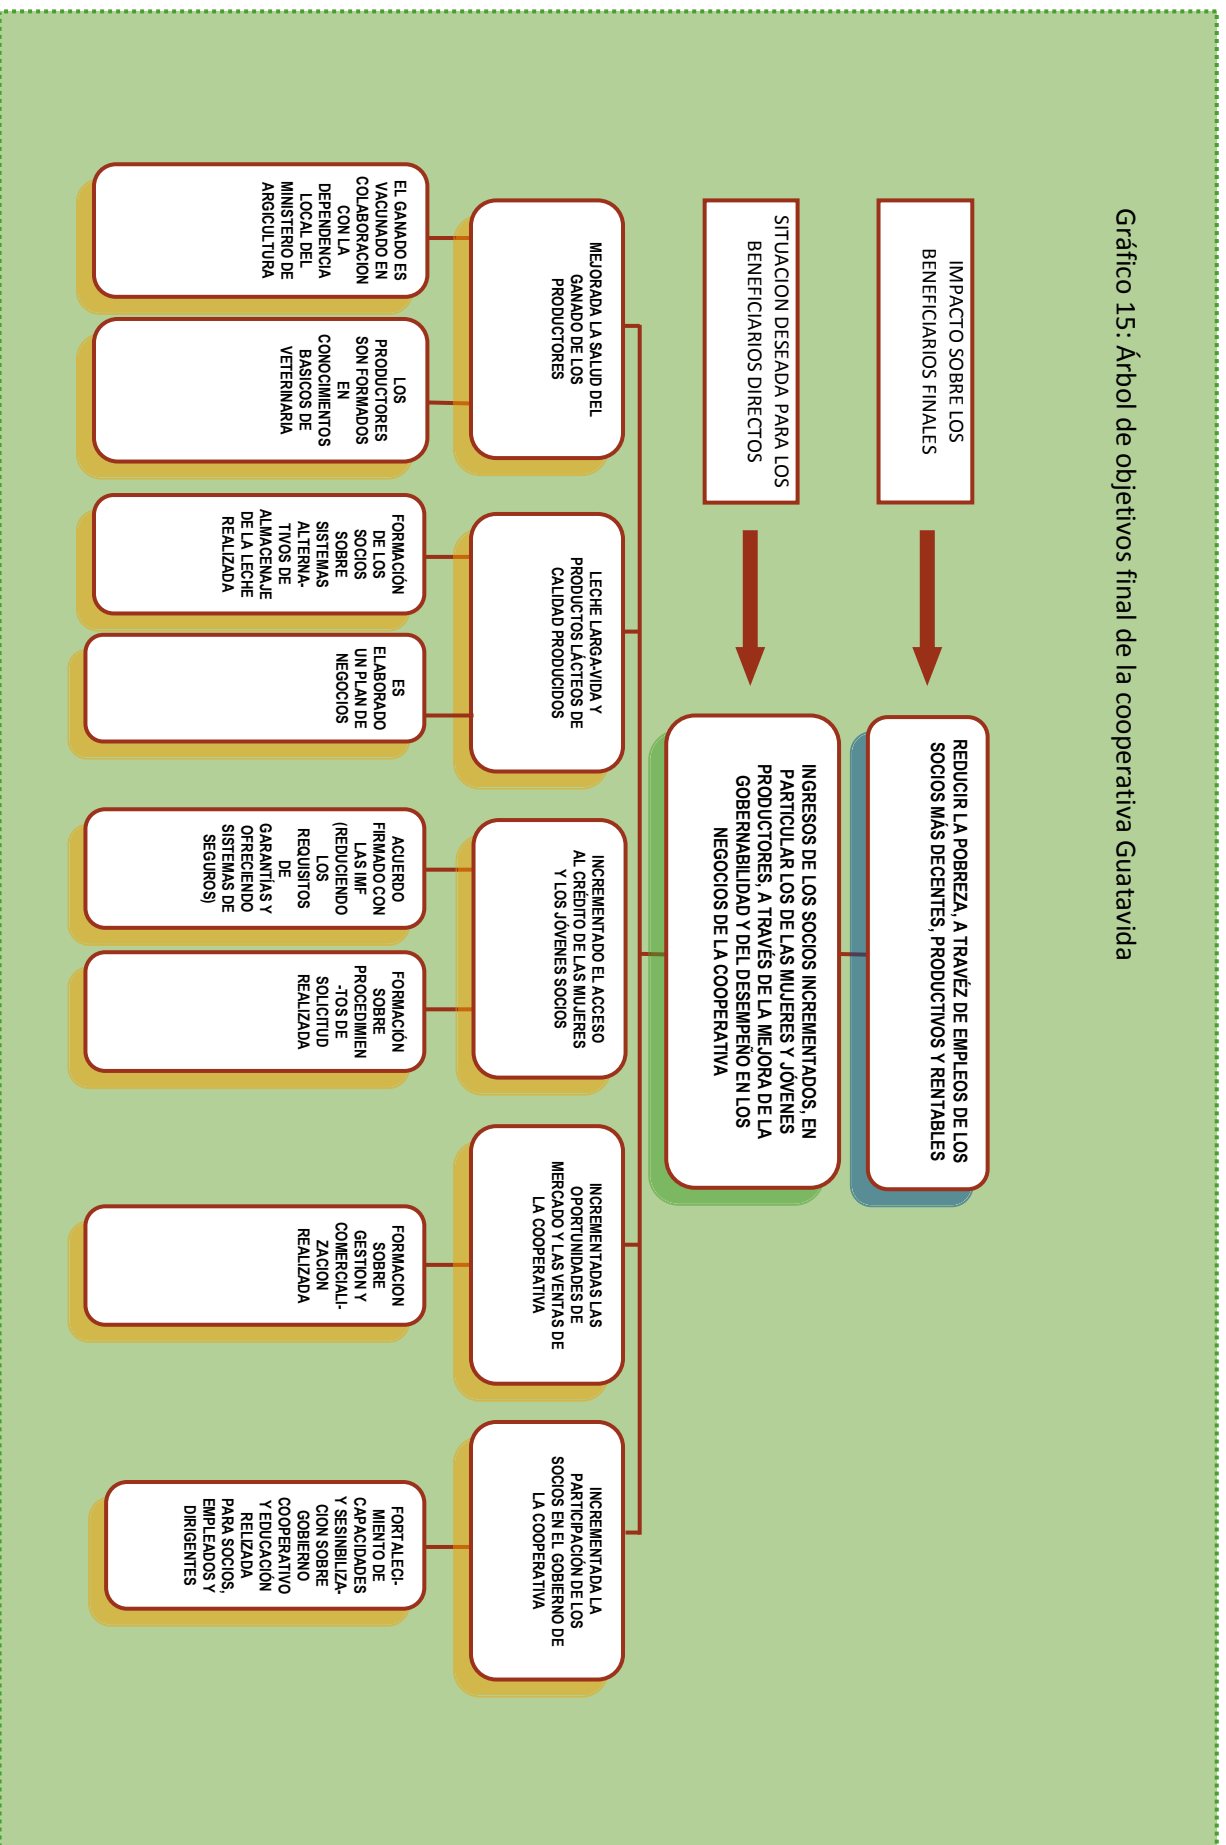 Gráfico 15: Árbol de objetivos final de la cooperativa Guatavida
IMPACTO SOBRE LOS
BENEFICIARIOS FINALES
REDUCIR LA POBREZA, A TRAVÉZ DE EMPLEOS DE LOS
SOCIOS MÁS DECENTES, PRODUCTIVOS Y RENTABLES
SITUACION DESEADA PARA LOS
BENEFICIARIOS DIRECTOS
INGRESOS DE LOS SOCIOS INCREMENTADOS, EN
PARTICULAR LOS DE LAS MUJERES Y JÓVENES
PRODUCTORES, A TRAVÉS DE LA MEJORA DE LA
GOBERNABILIDAD Y DEL DESEMPEÑO EN LOS
NEGOCIOS DE LA COOPERATIVA
MEJORADA LA SALUD DEL
GANADO DE LOS
PRODUCTORES
LECHE LARGA-VIDA Y
PRODUCTOS LÁCTEOS DE
CALIDAD PRODUCIDOS
INCREMENTADO EL ACCESO
AL CRÉDITO DE LAS MUJERES
Y LOS JÓVENES SOCIOS
INCREMENTADAS LAS
OPORTUNIDADES DE
MERCADO Y LAS VENTAS DE
LA COOPERATIVA
INCREMENTADA LA
PARTICIPACIÓN DE LOS
SOCIOS EN EL GOBIERNO DE
LA COOPERATIVA
EL GANADO ES
VACUNADO EN
COLABORACION
CON LA
DEPENDENCIA
LOCAL DEL
MINISTERIO DE
ARGICULTURA
LOS
PRODUCTORES
SON FORMADOS
EN
CONOCIMIENTOS
BASICOS DE
VETERINARIA
FORMACIÓN
DE LOS
SOCIOS
SOBRE
SISTEMAS
ALTERNA-
TIVOS DE
ALMACENAJE
DE LA LECHE
REALIZADA
ES
ELABORADO
UN PLAN DE
NEGOCIOS
ACUERDO
FIRMADO CON
LAS IMF
(REDUCIENDO
LOS
REQUISITOS
DE
GARANTÍAS Y
OFRECIENDO
SISTEMAS DE
SEGUROS)
FORMACIÓN
SOBRE
PROCEDIMIEN
-TOS DE
SOLICITUD
REALIZADA
FORMACION
SOBRE
GESTION Y
COMERCIALI-
ZACION
REALIZADA
FORTALECI-
MIENTO DE
CAPACIDADES
Y SESINBILIZA-
CION SOBRE
GOBIERNO
COOPERATIVO
Y EDUCACIÓN
RELIZADA
PARA SOCIOS,
EMPLEADOS Y
DIRIGENTES